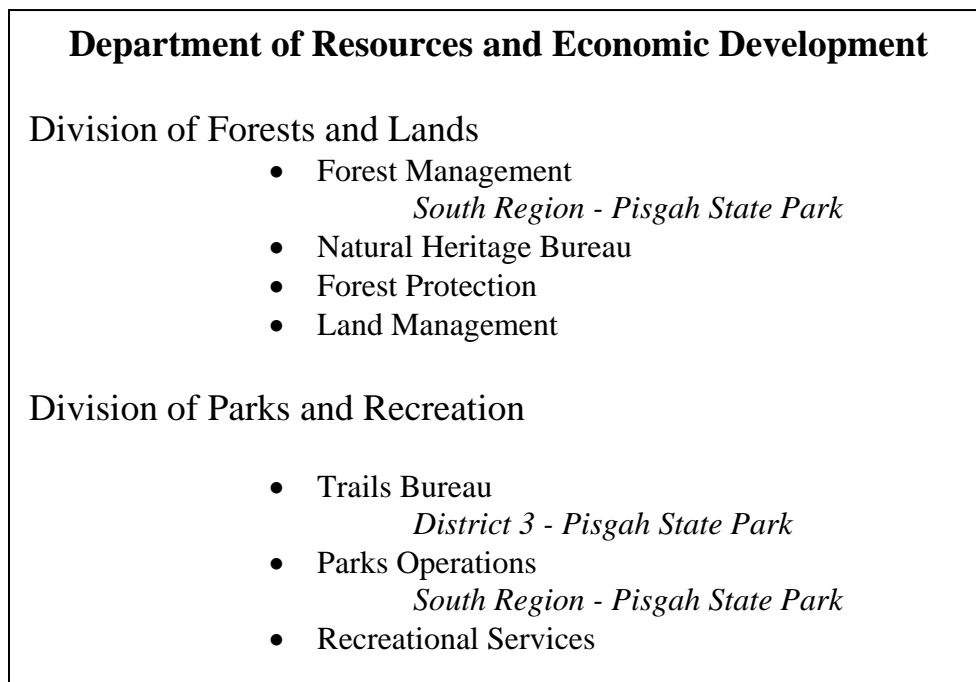 Department of Resources and Economic Development
Division of Forests and Lands
• Forest Management
South Region - Pisgah State Park
• Natural Heritage Bureau
• Forest Protection
• Land Management
Division of Parks and Recreation
• Trails Bureau
District 3 - Pisgah State Park
• Parks Operations
South Region - Pisgah State Park
• Recreational Services